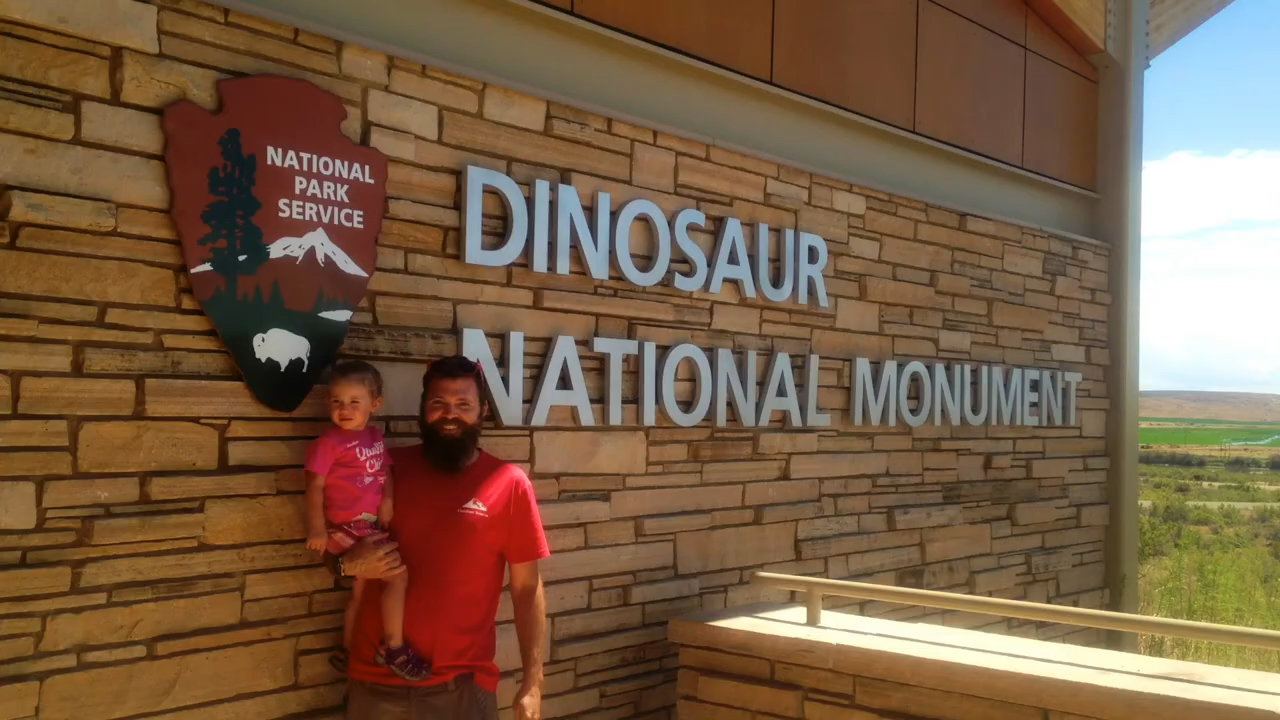 NATIONAL
PARK
SERVICE
DINOSAUR
NATIONAL MONUMENT